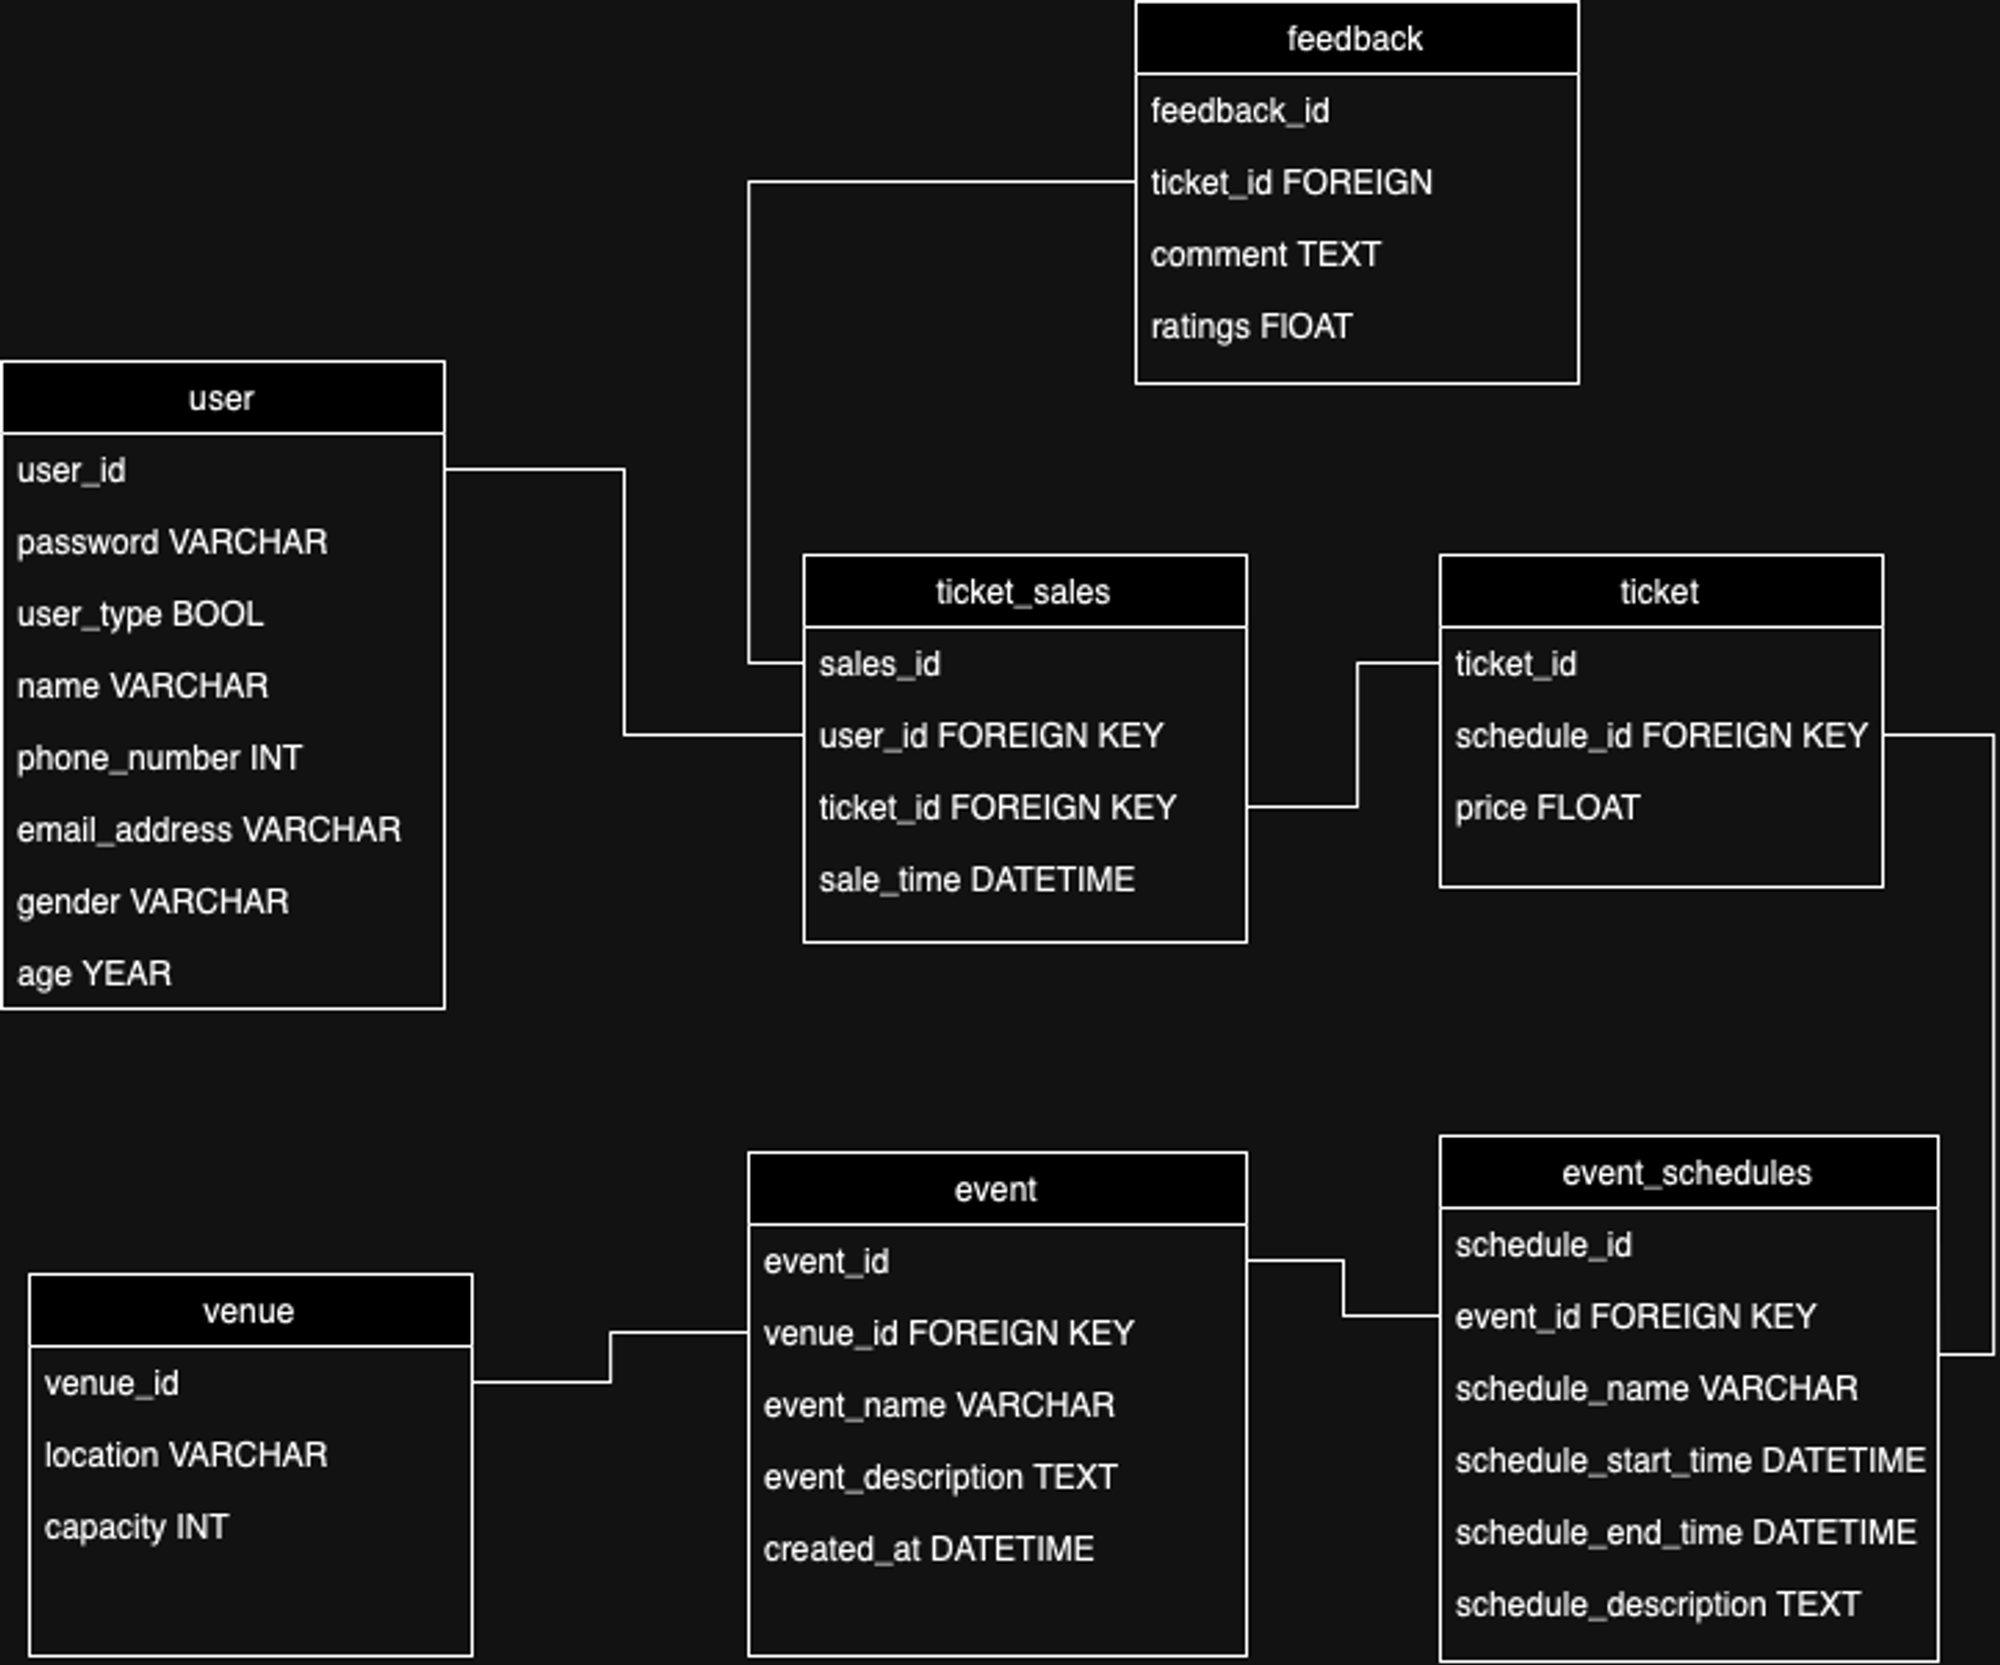 feedback
feedback_id
ticket_id FOREIGN
comment TEXT
ratings FlOAT
user
user_id
password VARCHAR
user_type BOOL
name VARCHAR
phone_number INT
email_address VARCHAR
gender VARCHAR
age YEAR
ticket_sales
sales_id
user_id FOREIGN KEY
ticket_id FOREIGN KEY
sale_time DATETIME
ticket
ticket_id
schedule_id FOREIGN KEY
price FLOAT
venue
venue_id
location VARCHAR
capacity INT
event
event_id
venue_id FOREIGN KEY
event_name VARCHAR
event_description TEXT
created_at DATETIME
event_schedules
schedule_id
event_id FOREIGN KEY
schedule_name VARCHAR
schedule_start_time DATETIME
schedule_end_time DATETIME
schedule_description TEXT